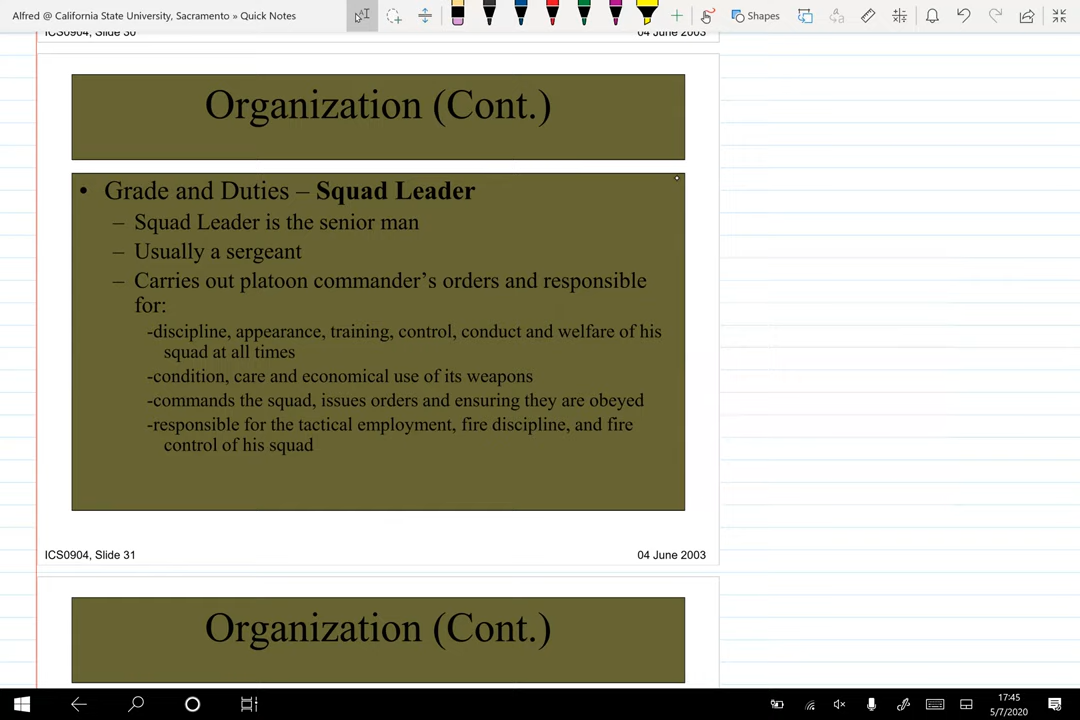 Alfred @ California State University, Sacramento » Quick Notes
Shapes
ICS0904, Slide 30
04 June 2003
Organization (Cont.)
• Grade and Duties – Squad Leader
– Squad Leader is the senior man
– Usually a sergeant
– Carries out platoon commander’s orders and responsible
for:
-discipline, appearance, training, control, conduct and welfare of his
squad at all times
-condition, care and economical use of its weapons
-commands the squad, issues orders and ensuring they are obeyed
-responsible for the tactical employment, fire discipline, and fire
control of his squad
ICS0904, Slide 31
04 June 2003
Organization (Cont.)
17:45
5/7/2020